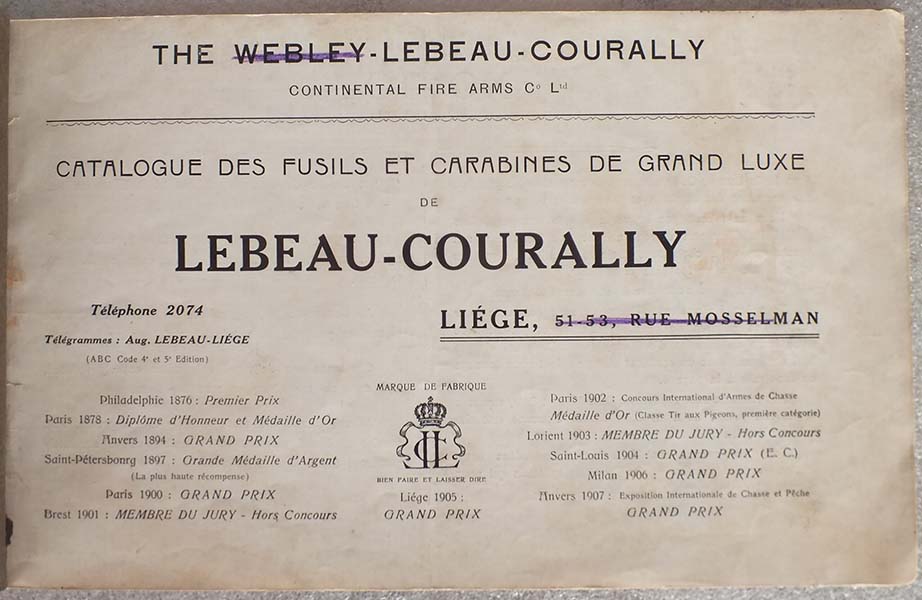 THE WEBLEY-LEBEAU-COURALLY
CONTINENTAL FIRE ARMS Co Ltd
CATALOGUE DES FUSILS ET CARABINES DE GRAND LUXE
DE
LEBEAU-COURALLY
Téléphone 2074
Télégrammes : Aug. LEBEAU-LIÉGE
(ABC Code 4e et 5e Edition)
LIÉGE, 51-53, RUE MOSSELMAN
Philadelphie 1876 : Premier Prix
Paris 1878 : Diplôme d'Honneur et Médaille d'Or
Anvers 1894 : GRAND PRIX
Saint-Pétersbonrg 1897 : Grande Médaille d'Argent
(La plus haute récompense)
Paris 1900 : GRAND PRIX
Brest 1901 : MEMBRE DU JURY - Hors Concours
MARQUE DE FABRIQUE
BIEN FAIRE ET LAISSER DIRE
Liége 1905 :
GRAND PRIX
Paris 1902 : Concours International d'Armes de Chasse
Médaille d'Or (Classe Tir aux Pigeons, première catégorie)
Lorient 1903 : MEMBRE DU JURY - Hors Concours
Saint-Louis 1904 : GRAND PRIX (E. C.)
Milan 1906 : GRAND PRIX
Anvers 1907 : Exposition Internationale de Chasse et Pêche
GRAND PRIX